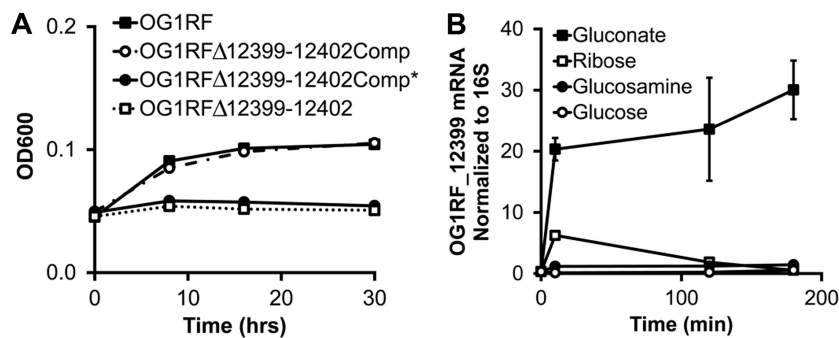 A
0.2
0.1
0.0
OD600
OG1RF
OG1RFΔ12399-12402Comp
OG1RFΔ12399-12402Comp*
OG1RFΔ12399-12402
0
10
20
30
Time (hrs)
B
40
30
20
10
0
OG1RF_12399 mRNA
Normalized to 16S
Gluconate
Ribose
Glucosamine
Glucose
0
100
200
Time (min)